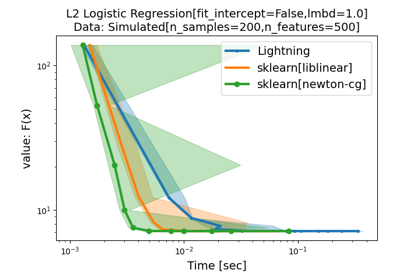 L2 Logistic Regression[fit_intercept=False,lmbd=1.0]
Data: Simulated[n_samples=200,n_features=500]
Lightning
sklearn[liblinear]
sklearn[newton-cg]
value: F(x)
10²
10¹
10⁻³
10⁻²
10⁻¹
Time [sec]